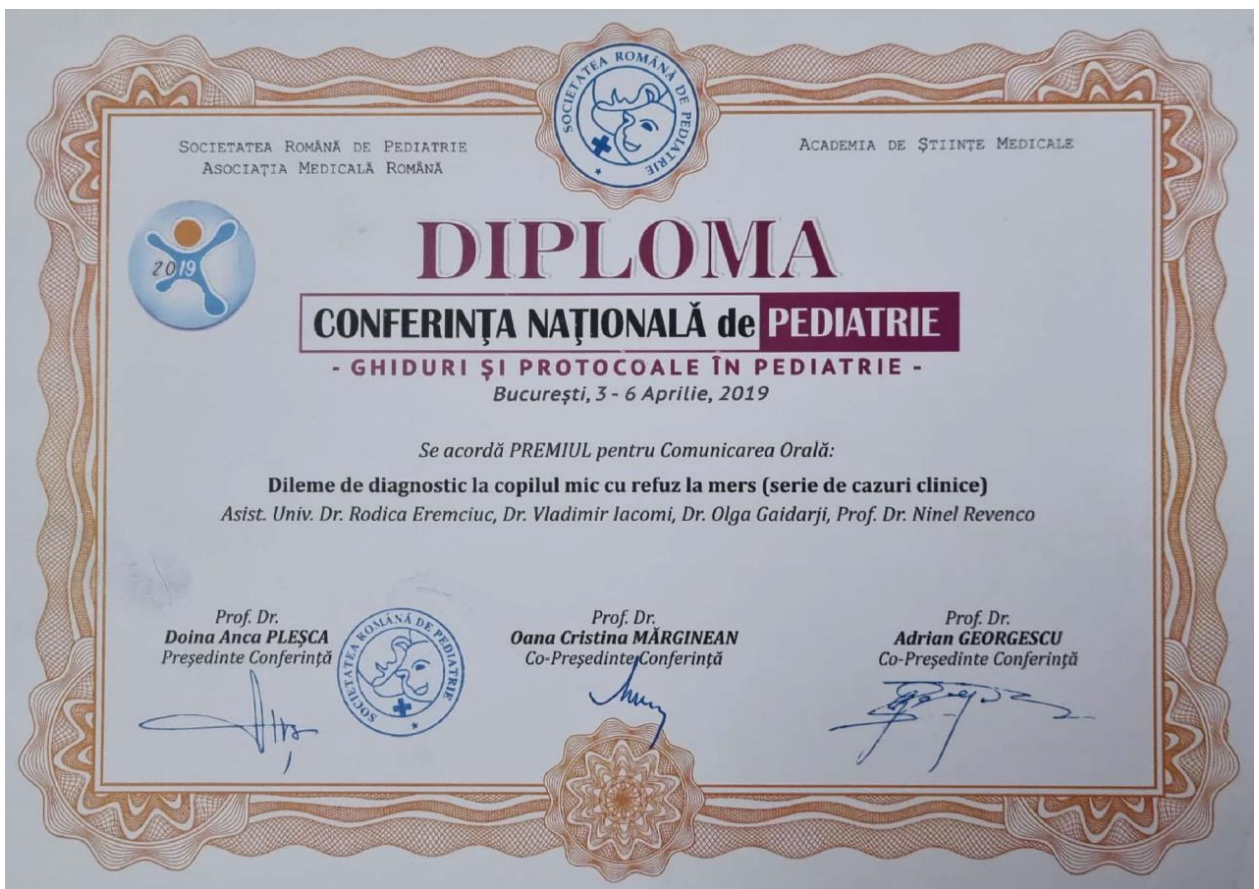 SOCIETATEA ROMÂNĂ DE PEDIATRIE
SOCIETATEA ROMÂNĂ DE PEDIATRIE
ASOCIAȚIA MEDICALĂ ROMÂNĂ
ACADEMIA DE ȘTIINȚE MEDICALE
2019
DIPLOMA
CONFERINȚA NAȚIONALĂ de PEDIATRIE
- GHIDURI ȘI PROTOCOALE ÎN PEDIATRIE -
București, 3 - 6 Aprilie, 2019
Se acordă PREMIUL pentru Comunicarea Orală:
Dileme de diagnostic la copilul mic cu refuz la mers (serie de cazuri clinice)
Asist. Univ. Dr. Rodica Eremciuc, Dr. Vladimir Iacomi, Dr. Olga Gaidarji, Prof. Dr. Ninel Revenco
Prof. Dr.
Doina Anca PLEȘCA
Președinte Conferință
SOCIETATEA ROMÂNĂ DE PEDIATRIE
Prof. Dr.
Oana Cristina MĂRGINEAN
Co-Președinte Conferință
Prof. Dr.
Adrian GEORGESCU
Co-Președinte Conferință